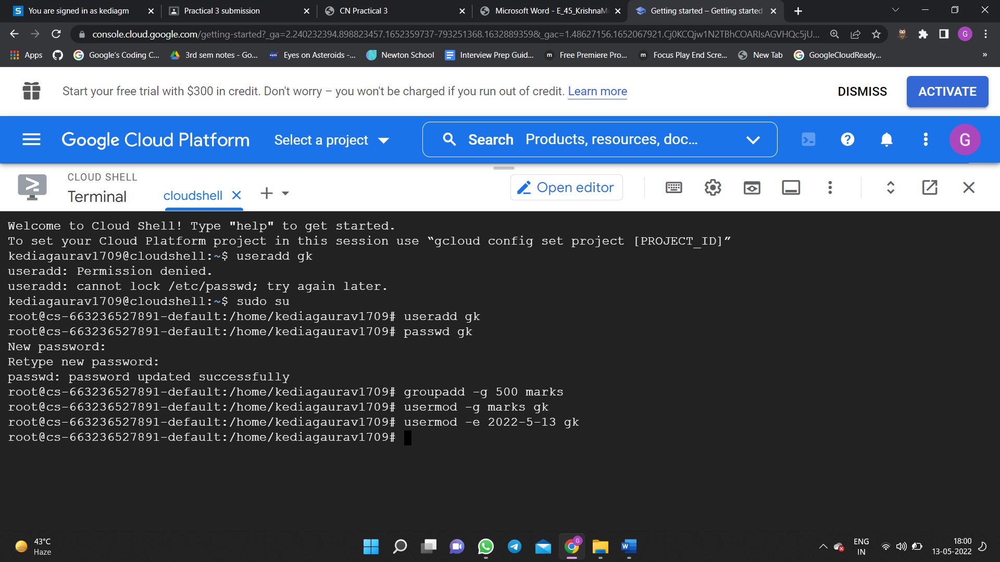 You are signed in as kediagm
Practical 3 submission
CN Practical 3
Microsoft Word - E_45_KrishnaM
Getting started – Getting started
console.cloud.google.com/getting-started?_ga=2.240232394.898823457.1652359737-793251368.1632889359&_gac=1.48627156.1652067921.Cj0KCQjw1N2TBhCOARIsAGVHQc5jU...
G
Apps
Google's Coding C...
3rd sem notes - Go...
Eyes on Asteroids -...
Newton School
Interview Prep Guid...
m
Free Premiere Pro...
m
Focus Play End Scre...
New Tab
GoogleCloudReady...
»
Start your free trial with $300 in credit. Don't worry – you won't be charged if you run out of credit. Learn more
DISMISS
ACTIVATE
Google Cloud Platform
Select a project
Search Products, resources, doc...
G
CLOUD SHELL
Terminal
cloudshell
Open editor
Welcome to Cloud Shell! Type "help" to get started.
To set your Cloud Platform project in this session use “gcloud config set project [PROJECT_ID]”
kediagaurav1709@cloudshell:~$ useradd gk
useradd: Permission denied.
useradd: cannot lock /etc/passwd; try again later.
kediagaurav1709@cloudshell:~$ sudo su
root@cs-663236527891-default:/home/kediagaurav1709# useradd gk
root@cs-663236527891-default:/home/kediagaurav1709# passwd gk
New password:
Retype new password:
passwd: password updated successfully
root@cs-663236527891-default:/home/kediagaurav1709# groupadd -g 500 marks
root@cs-663236527891-default:/home/kediagaurav1709# usermod -g marks gk
root@cs-663236527891-default:/home/kediagaurav1709# usermod -e 2022-5-13 gk
root@cs-663236527891-default:/home/kediagaurav1709#
43°C
Haze
G
W
ENG
IN
18:00
13-05-2022